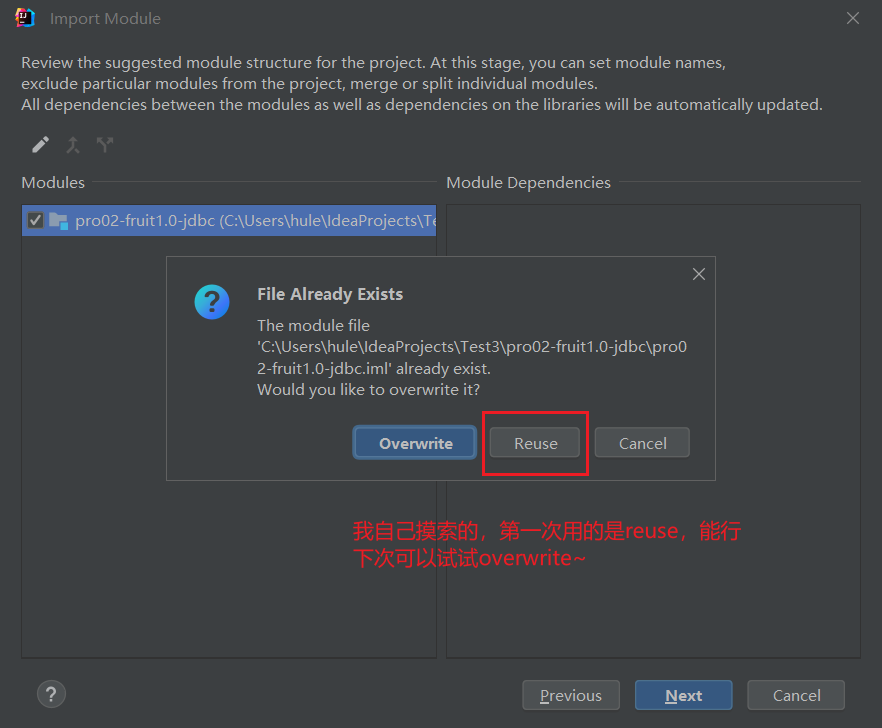 Import Module
Review the suggested module structure for the project. At this stage, you can set module names,
exclude particular modules from the project, merge or split individual modules.
All dependencies between the modules as well as dependencies on the libraries will be automatically updated.
Modules
Module Dependencies
pro02-fruit1.0-jdbc (C:\Users\hule\IdeaProjects\Te
File Already Exists
The module file
'C:\Users\hule\IdeaProjects\Test3\pro02-fruit1.0-jdbc\pro0
2-fruit1.0-jdbc.iml' already exist.
Would you like to overwrite it?
Overwrite
Reuse
Cancel
我自己摸索的，第一次用的是reuse，能行
下次可以试试overwrite~
?
Previous
Next
Cancel